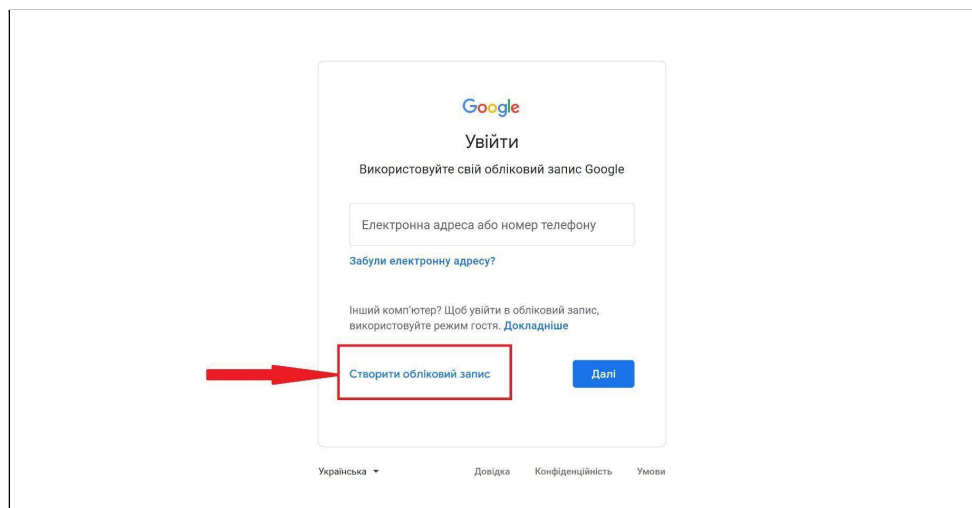 Google
Увійти
Використовуйте свій обліковий запис Google
Електронна адреса або номер телефону
Забули електронну адресу?
Інший комп'ютер? Щоб увійти в обліковий запис,
використовуйте режим гостя. Докладніше
Створити обліковий запис
Далі
Українська
Довідка
Конфіденційність
Умови